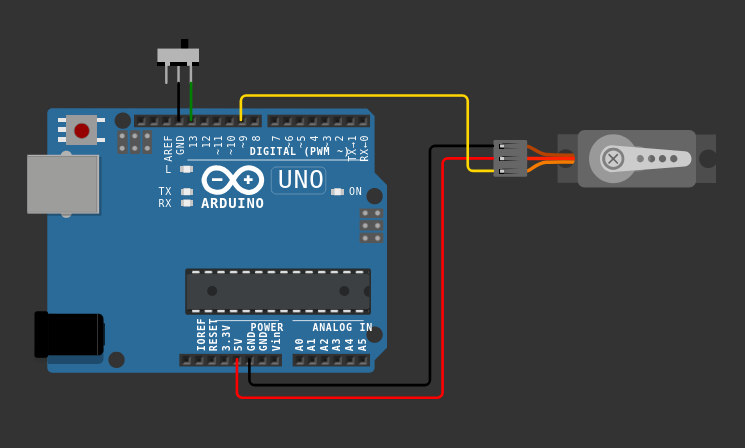 AREF
GND
13
12
~11
~10
~9
8
7
~6
~5
4
~3
2
TX→1
RX←0
DIGITAL (PWM ~)
L
TX
RX
UNO
ON
ARDUINO
POWER
ANALOG IN
IOREF
RESET
3.3V
5V
GND
GND
Vin
A0
A1
A2
A3
A4
A5